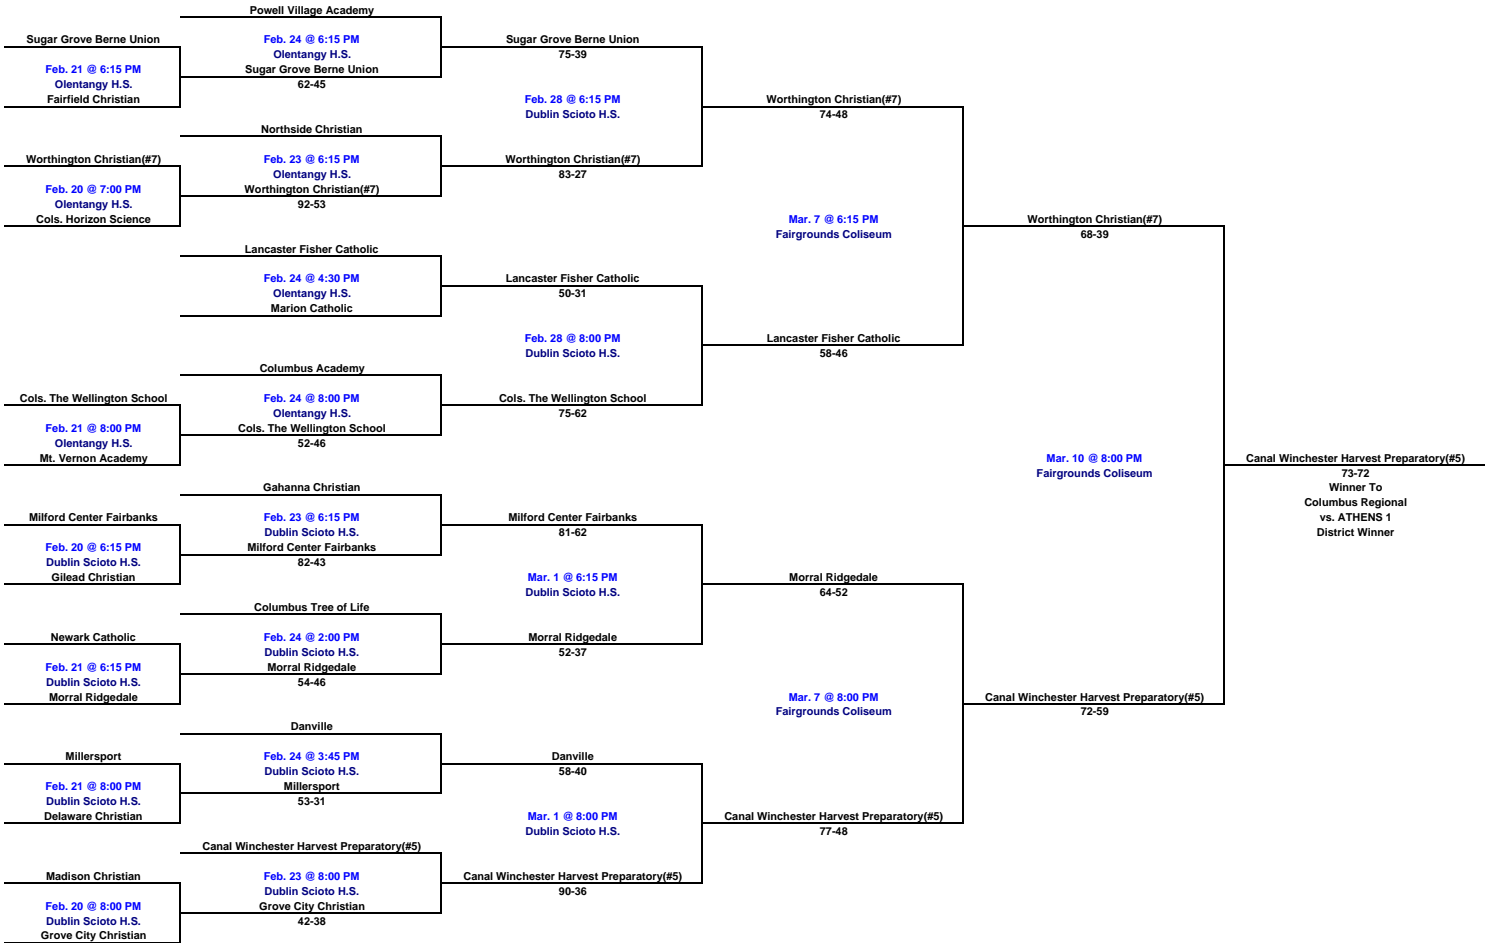 Powell Village Academy
Sugar Grove Berne Union
Feb. 24 @ 6:15 PM
Sugar Grove Berne Union
Olentangy H.S.
75-39
Feb. 21 @ 6:15 PM
Sugar Grove Berne Union
Olentangy H.S.
62-45
Fairfield Christian
Feb. 28 @ 6:15 PM
Worthington Christian(#7)
Dublin Scioto H.S.
74-48
Northside Christian
Worthington Christian(#7)
Feb. 23 @ 6:15 PM
Worthington Christian(#7)
Olentangy H.S.
83-27
Feb. 20 @ 7:00 PM
Worthington Christian(#7)
Olentangy H.S.
92-53
Cols. Horizon Science
Mar. 7 @ 6:15 PM
Worthington Christian(#7)
Fairgrounds Coliseum
68-39
Lancaster Fisher Catholic
Feb. 24 @ 4:30 PM
Lancaster Fisher Catholic
Olentangy H.S.
50-31
Marion Catholic
Feb. 28 @ 8:00 PM
Lancaster Fisher Catholic
Dublin Scioto H.S.
58-46
Columbus Academy
Cols. The Wellington School
Feb. 24 @ 8:00 PM
Cols. The Wellington School
Olentangy H.S.
75-62
Feb. 21 @ 8:00 PM
Cols. The Wellington School
Olentangy H.S.
52-46
Mt. Vernon Academy
Mar. 10 @ 8:00 PM
Canal Winchester Harvest Preparatory(#5)
Fairgrounds Coliseum
73-72
Winner To
Columbus Regional
vs. ATHENS 1
District Winner
Gahanna Christian
Milford Center Fairbanks
Feb. 23 @ 6:15 PM
Milford Center Fairbanks
Dublin Scioto H.S.
81-62
Feb. 20 @ 6:15 PM
Milford Center Fairbanks
Dublin Scioto H.S.
82-43
Gilead Christian
Mar. 1 @ 6:15 PM
Morral Ridgedale
Dublin Scioto H.S.
64-52
Columbus Tree of Life
Newark Catholic
Feb. 24 @ 2:00 PM
Morral Ridgedale
Dublin Scioto H.S.
52-37
Feb. 21 @ 6:15 PM
Morral Ridgedale
Dublin Scioto H.S.
54-46
Morral Ridgedale
Mar. 7 @ 8:00 PM
Canal Winchester Harvest Preparatory(#5)
Fairgrounds Coliseum
72-59
Danville
Millersport
Feb. 24 @ 3:45 PM
Danville
Dublin Scioto H.S.
58-40
Feb. 21 @ 8:00 PM
Millersport
Dublin Scioto H.S.
53-31
Delaware Christian
Mar. 1 @ 8:00 PM
Canal Winchester Harvest Preparatory(#5)
Dublin Scioto H.S.
77-48
Canal Winchester Harvest Preparatory(#5)
Madison Christian
Feb. 23 @ 8:00 PM
Canal Winchester Harvest Preparatory(#5)
Dublin Scioto H.S.
90-36
Feb. 20 @ 8:00 PM
Grove City Christian
Dublin Scioto H.S.
42-38
Grove City Christian